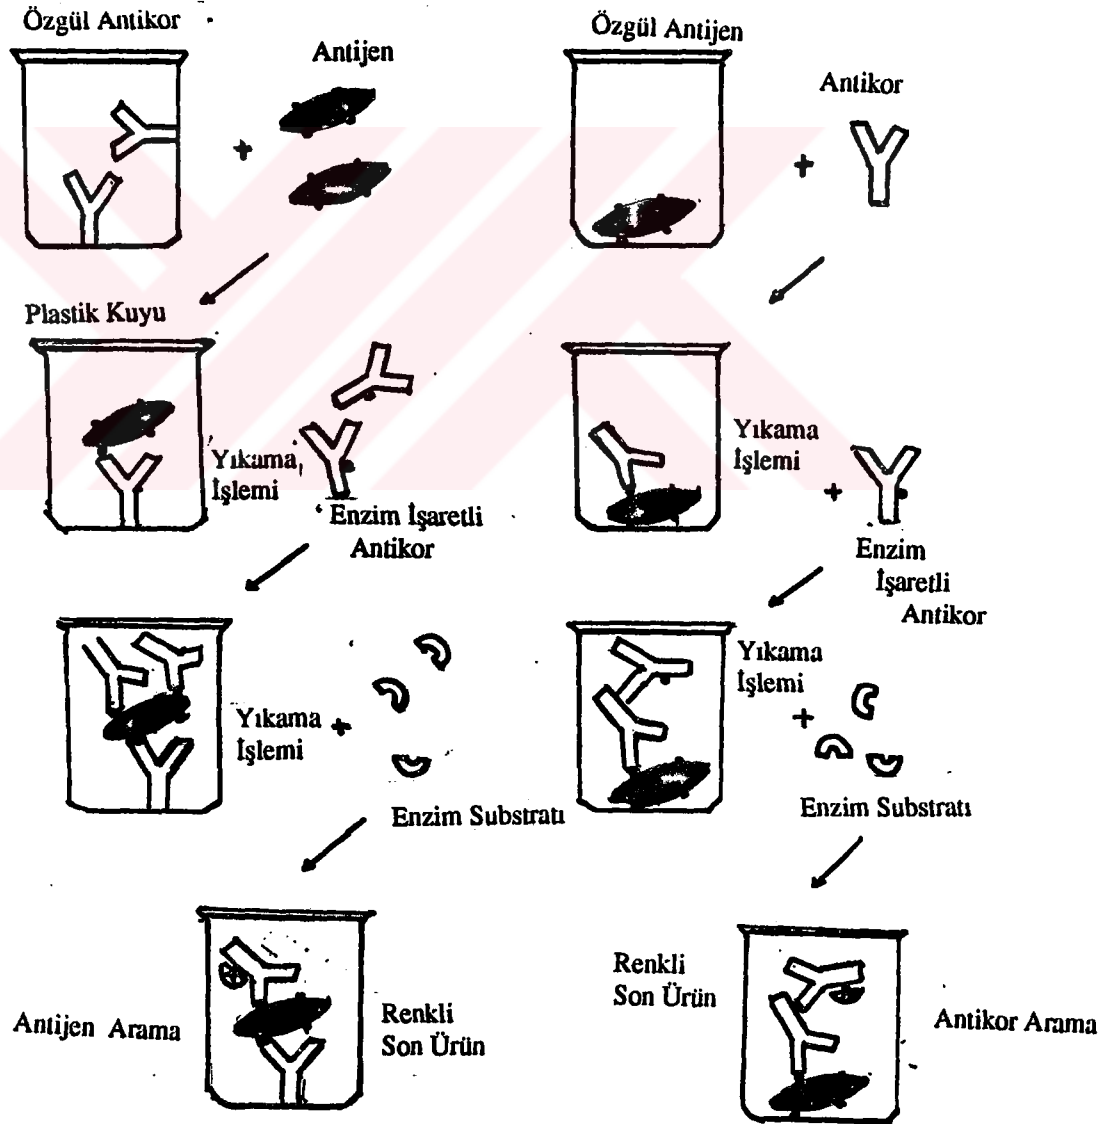 Özgül Antikor
Antijen
Plastik Kuyu
Yıkama
İşlemi
Enzim İşaretli
Antikor
Yıkama +
İşlemi
Enzim Substratı
Antijen Arama
Renkli
Son Ürün
Özgül Antijen
Antikor
Yıkama
İşlemi
Enzim
İşaretli
Antikor
Yıkama
İşlemi
Enzim Substratı
Renkli
Son Ürün
Antikor Arama